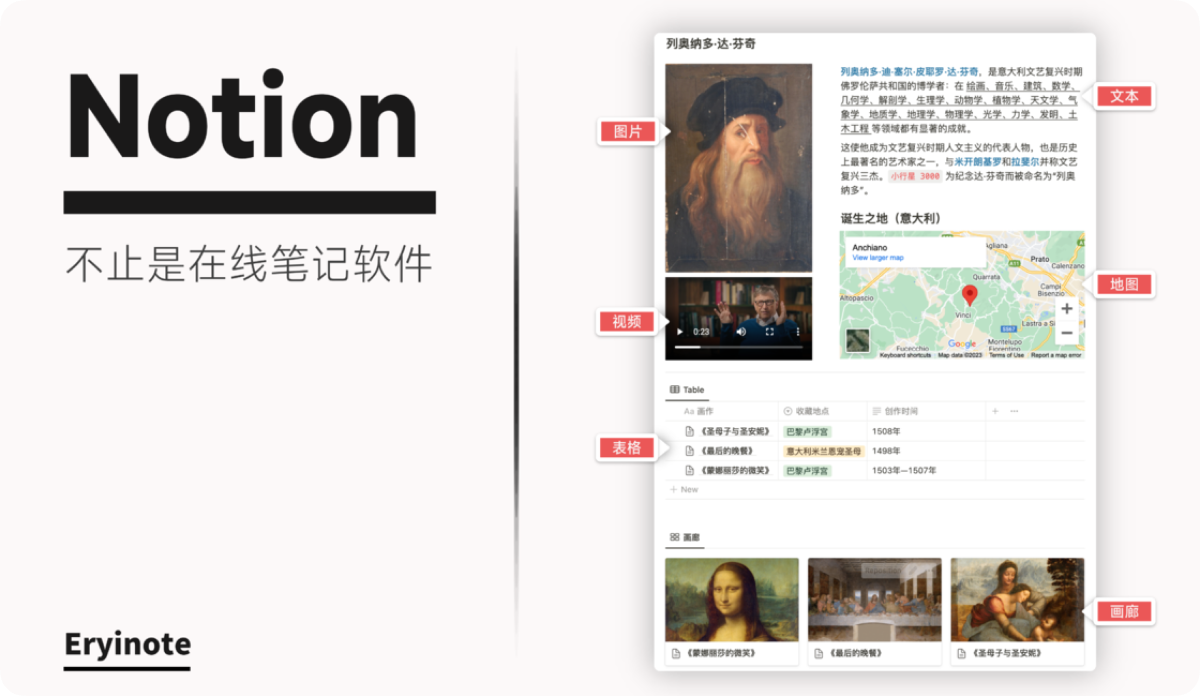 Notion
不止是在线笔记软件
Eryinote
列奥纳多·达·芬奇
图片
列奥纳多·迪·塞尔·皮耶罗·达·芬奇，是意大利文艺复兴时期
佛罗伦萨共和国的博学者：在 绘画、音乐、建筑、数学、
几何学、解剖学、生理学、动物学、植物学、天文学、气
象学、地质学、地理学、物理学、光学、力学、发明、土
木工程 等领域都有显著的成就。
文本
这使他成为文艺复兴时期人文主义的代表人物，也是历史
上最著名的艺术家之一，与米开朗基罗和拉斐尔并称文艺
复兴三杰。 小行星 3000 为纪念达·芬奇而被命名为“列奥
纳多”。
诞生之地（意大利）
Anchiano
View larger map
Agliana
Prato
A11
Calenzano
Quarrata
Campi
Bisenzio
Altopascio
Vinci
Lastra a Si
Fucecchio
Google
Montelupo
Fiorentino
Keyboard shortcuts
Map data ©2023
Terms of Use
Report a map error
地图
视频
0:23
Table
Aa 画作
收藏地点
创作时间
《圣母子与圣安妮》
巴黎卢浮宫
1508年
《最后的晚餐》
意大利米兰恩宠圣母
1498年
《蒙娜丽莎的微笑》
巴黎卢浮宫
1503年—1507年
+ New
表格
画廊
《蒙娜丽莎的微笑》
《最后的晚餐》
《圣母子与圣安妮》
画廊